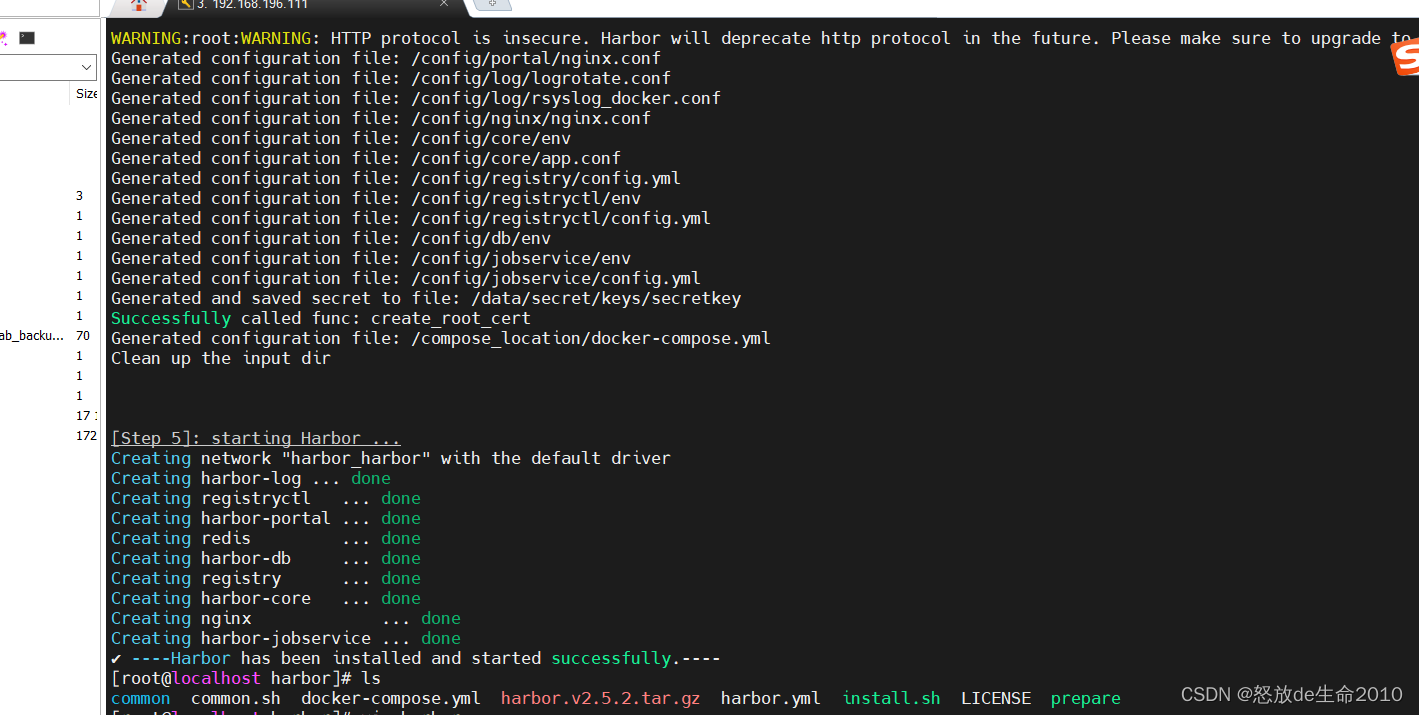 3. 192.168.196.111
WARNING:root:WARNING: HTTP protocol is insecure. Harbor will deprecate http protocol in the future. Please make sure to upgrade to
Generated configuration file: /config/portal/nginx.conf
Generated configuration file: /config/log/logrotate.conf
Generated configuration file: /config/log/rsyslog_docker.conf
Generated configuration file: /config/nginx/nginx.conf
Generated configuration file: /config/core/env
Generated configuration file: /config/core/app.conf
Generated configuration file: /config/registry/config.yml
Generated configuration file: /config/registryctl/env
Generated configuration file: /config/registryctl/config.yml
Generated configuration file: /config/db/env
Generated configuration file: /config/jobservice/env
Generated configuration file: /config/jobservice/config.yml
Generated and saved secret to file: /data/secret/keys/secretkey
Successfully called func: create_root_cert
Generated configuration file: /compose_location/docker-compose.yml
Clean up the input dir
[Step 5]: starting Harbor ...
Creating network "harbor_harbor" with the default driver
Creating harbor-log ... done
Creating registryctl   ... done
Creating harbor-portal ... done
Creating redis         ... done
Creating harbor-db     ... done
Creating registry      ... done
Creating harbor-core   ... done
Creating nginx             ... done
Creating harbor-jobservice ... done
✔ ----Harbor has been installed and started successfully.----
[root@localhost harbor]# ls
common  common.sh  docker-compose.yml  harbor.v2.5.2.tar.gz  harbor.yml  install.sh  LICENSE  prepare
Size
3
1
1
1
1
1
1
ab_backu... 70
1
1
1
17
172
CSDN @怒放de生命2010